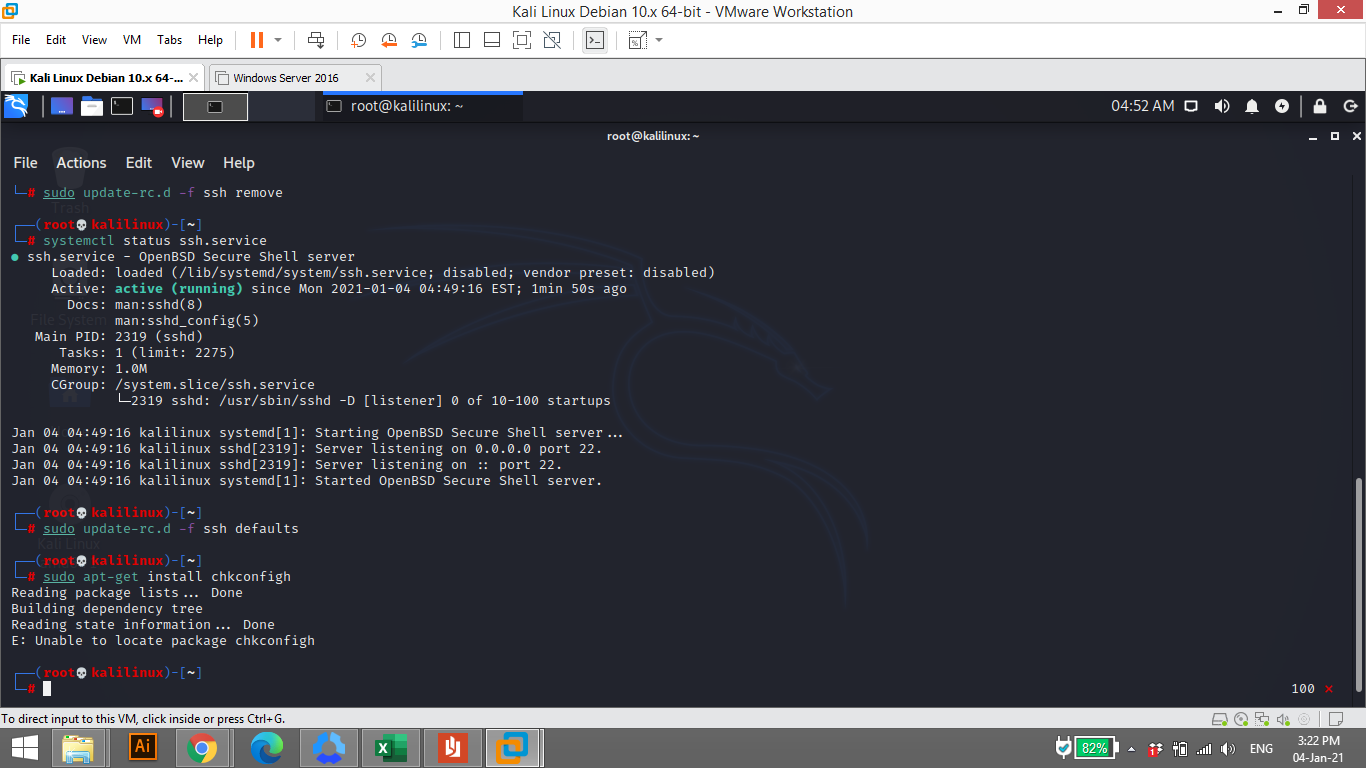 Kali Linux Debian 10.x 64-bit - VMware Workstation
File Edit View VM Tabs Help
Kali Linux Debian 10.x 64-... Windows Server 2016
root@kalilinux: ~ 04:52 AM
root@kalilinux: ~
File Actions Edit View Help
└─# sudo update-rc.d -f ssh remove
Trash
┌──(root💀kalilinux)-[~]
└─# systemctl status ssh.service
● ssh.service - OpenBSD Secure Shell server
Loaded: loaded (/lib/systemd/system/ssh.service; disabled; vendor preset: disabled)
Active: active (running) since Mon 2021-01-04 04:49:16 EST; 1min 50s ago
Docs: man:sshd(8)
File System
man:sshd_config(5)
Main PID: 2319 (sshd)
Tasks: 1 (limit: 2275)
Memory: 1.0M
CGroup: /system.slice/ssh.service
└─2319 sshd: /usr/sbin/sshd -D [listener] 0 of 10-100 startups
Jan 04 04:49:16 kalilinux systemd[1]: Starting OpenBSD Secure Shell server...
Jan 04 04:49:16 kalilinux sshd[2319]: Server listening on 0.0.0.0 port 22.
Jan 04 04:49:16 kalilinux sshd[2319]: Server listening on :: port 22.
Jan 04 04:49:16 kalilinux systemd[1]: Started OpenBSD Secure Shell server.
┌──(root💀kalilinux)-[~]
└─# sudo update-rc.d -f ssh defaults
Kali Linux
┌──(root💀kalilinux)-[~]
└─# sudo apt-get install chkconfigh
Reading package lists... Done
Building dependency tree
Reading state information... Done
E: Unable to locate package chkconfigh
┌──(root💀kalilinux)-[~]
└─# 100 ⨯
To direct input to this VM, click inside or press Ctrl+G.
Ai 82% ENG 3:22 PM
04-Jan-21